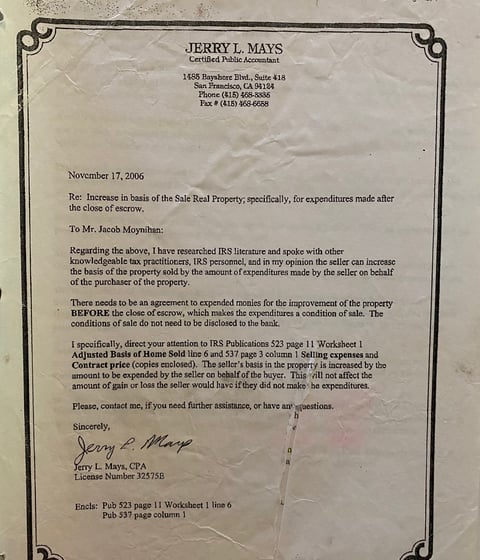 JERRY L. MAYS
Certified Public Accountant
1485 Bayshore Blvd., Suite 418
San Francisco, CA 94124
Phone (415) 468-5335
Fax # (415) 468-6658
November 17, 2006
Re: Increase in basis of the Sale Real Property; specifically, for expenditures made after
the close of escrow.
To Mr. Jacob Moynihan:
Regarding the above, I have researched IRS literature and spoke with other
knowledgeable tax practitioners, IRS personnel, and in my opinion the seller can increase
the basis of the property sold by the amount of expenditures made by the seller on behalf
of the purchaser of the property.
There needs to be an agreement to expended monies for the improvement of the property
BEFORE the close of escrow, which makes the expenditures a condition of sale. The
conditions of sale do not need to be disclosed to the bank.
I specifically, direct your attention to IRS Publications 523 page 11 Worksheet 1
Adjusted Basis of Home Sold line 6 and 537 page 3 column 1 Selling expenses and
Contract price (copies enclosed). The seller's basis in the property is increased by the
amount to be expended by the seller on behalf of the buyer. This will not affect the
amount of gain or loss the seller would have if they did not make he expenditures.
Please, contact me, if you need further assistance, or have any questions.
Sincerely,
Jerry L. Mays
Jerry L. Mays, CPA
License Number 32575E
Encls: Pub 523 page 11 Worksheet 1 line 6
Pub 537 page column 1